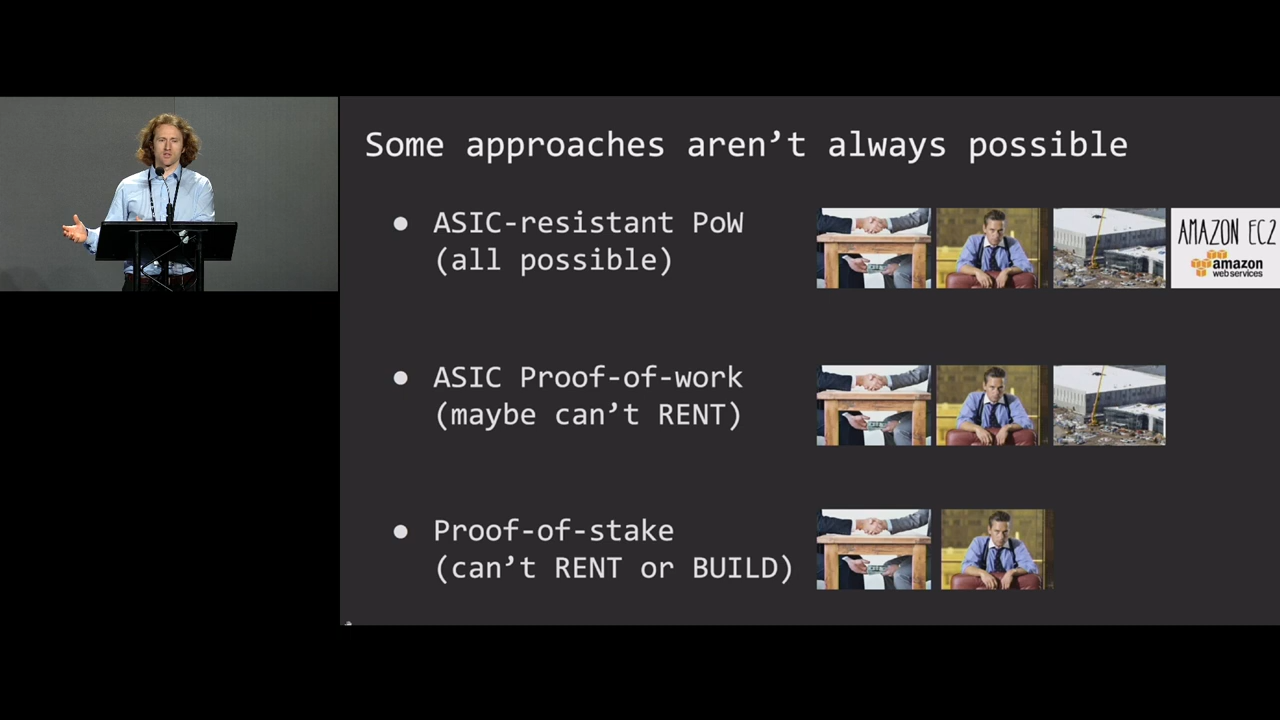 Some approaches aren’t always possible
● ASIC-resistant PoW
(all possible)
AMAZON EC2
amazon
web services
● ASIC Proof-of-work
(maybe can’t RENT)
● Proof-of-stake
(can’t RENT or BUILD)